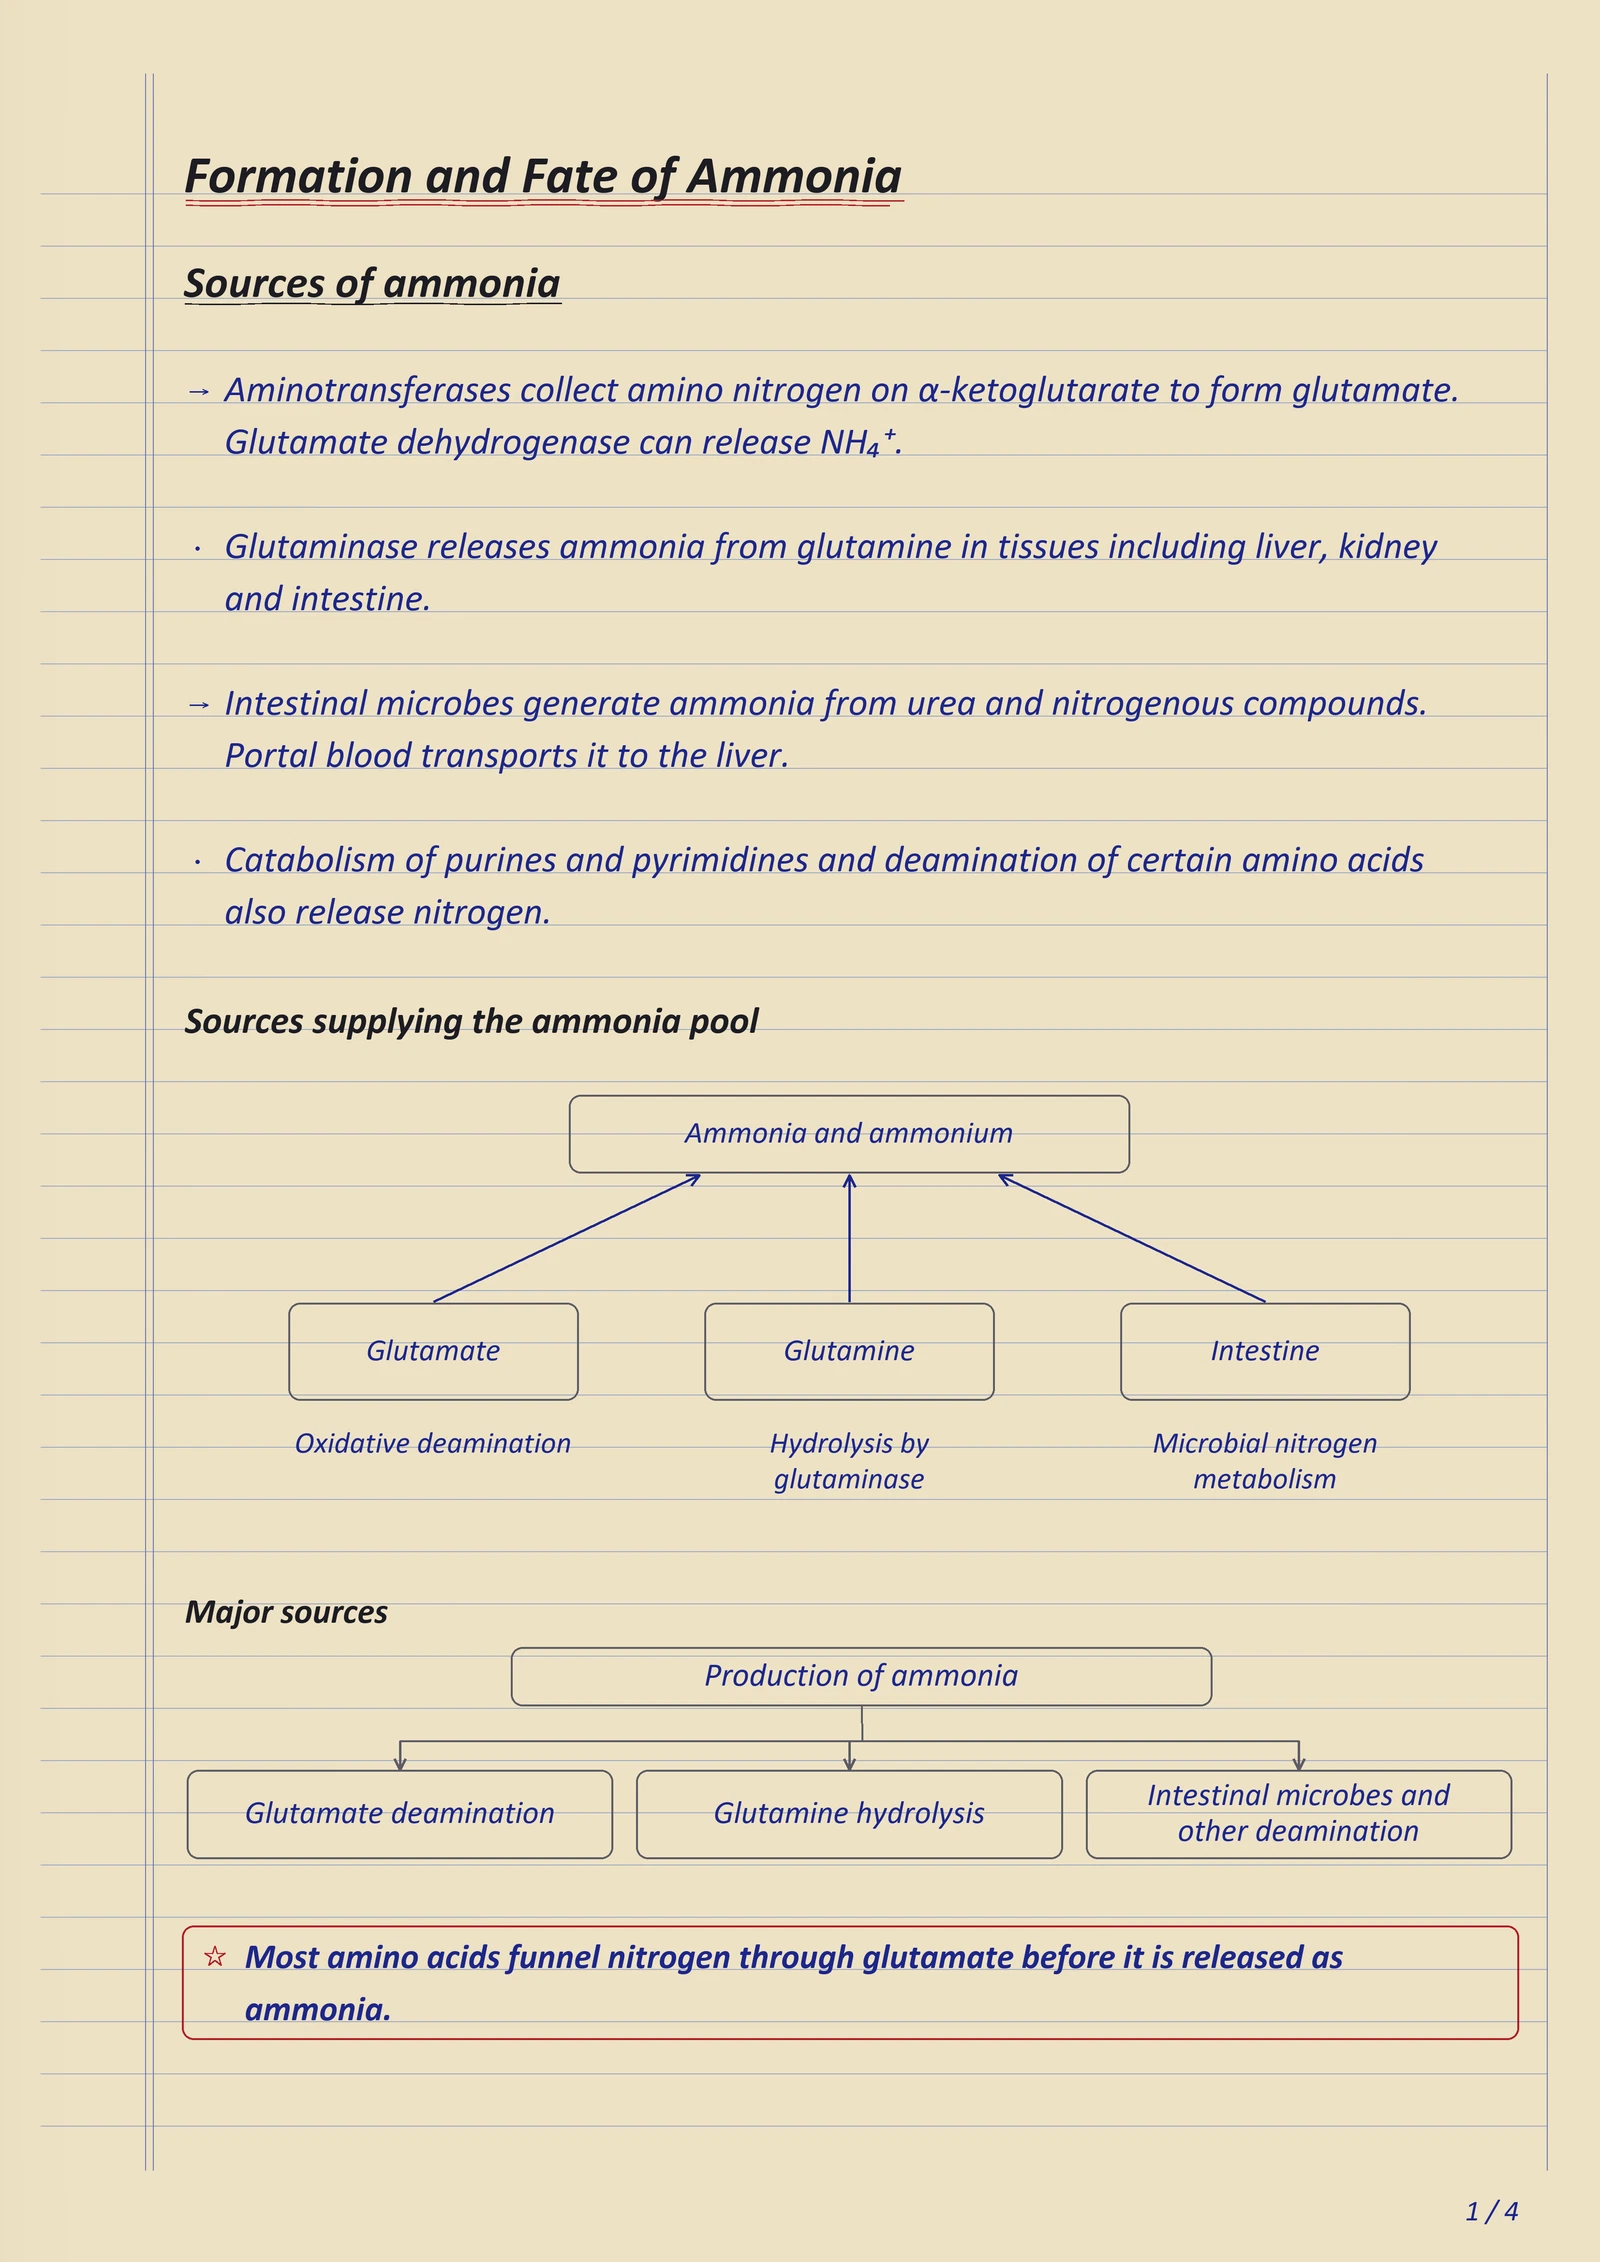 Formation and Fate of Ammonia
Sources of ammonia
→ Aminotransferases collect amino nitrogen on α-ketoglutarate to form glutamate.
Glutamate dehydrogenase can release NH₄⁺.
· Glutaminase releases ammonia from glutamine in tissues including liver, kidney
and intestine.
→ Intestinal microbes generate ammonia from urea and nitrogenous compounds.
Portal blood transports it to the liver.
· Catabolism of purines and pyrimidines and deamination of certain amino acids
also release nitrogen.
Sources supplying the ammonia pool
Ammonia and ammonium
Glutamate
Glutamine
Intestine
Oxidative deamination
Hydrolysis by
glutaminase
Microbial nitrogen
metabolism
Major sources
Production of ammonia
Glutamate deamination
Glutamine hydrolysis
Intestinal microbes and
other deamination
☆ Most amino acids funnel nitrogen through glutamate before it is released as
ammonia.
1 / 4